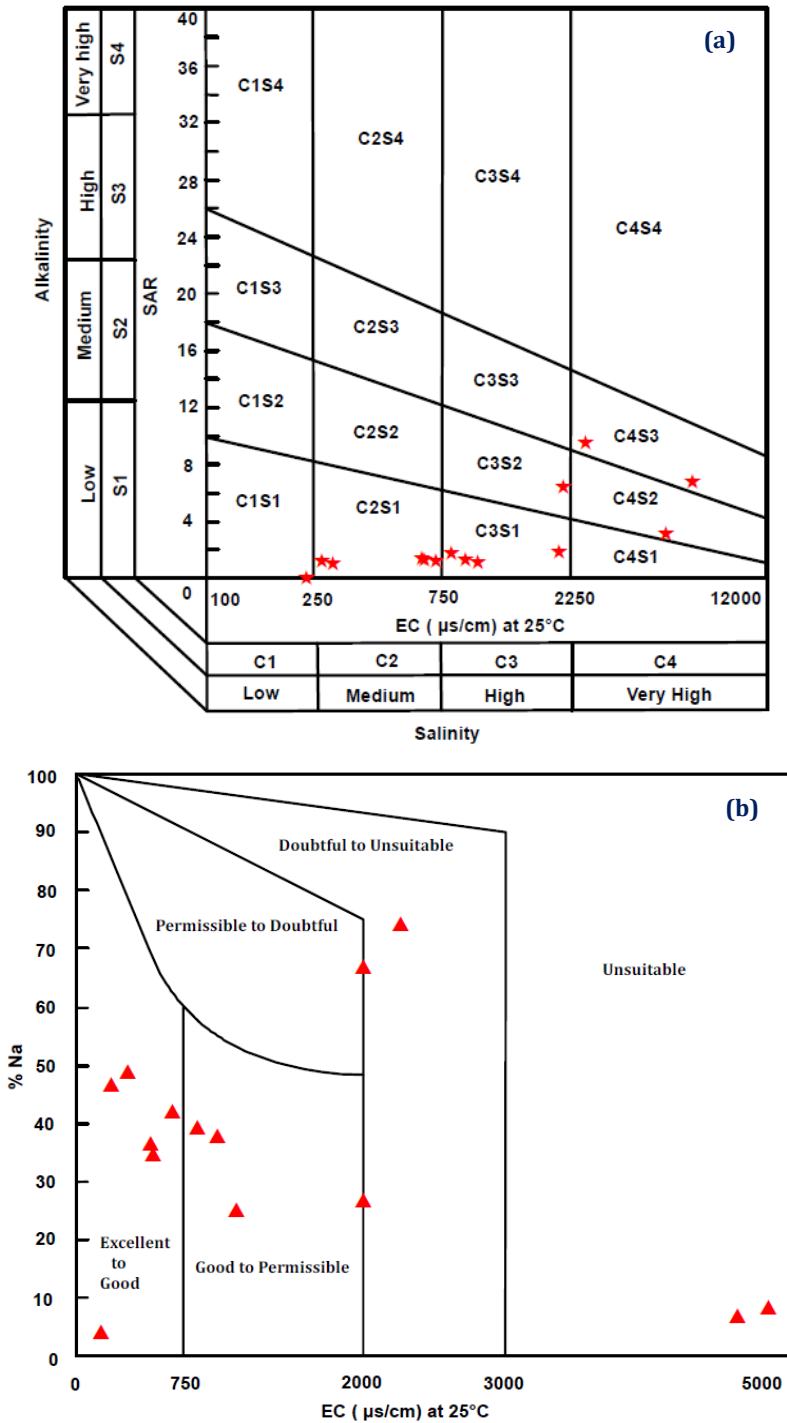 (a)
Alkalinity
Very high
High
Medium
Low
S4
S3
S2
S1
SAR
40
36
32
28
24
20
16
12
8
4
0
C1S4
C2S4
C3S4
C4S4
C1S3
C2S3
C3S3
C4S3
C1S2
C2S2
C3S2
C4S2
C1S1
C2S1
C3S1
C4S1
100 250 750 2250 12000
EC ( µs/cm) at 25°C
C1 C2 C3 C4
Low Medium High Very High
Salinity
(b)
% Na
100
90
80
70
60
50
40
30
20
10
0
Doubtful to Unsuitable
Permissible to Doubtful
Unsuitable
Excellent
to
Good
Good to Permissible
0 750 2000 3000 5000
EC ( µs/cm) at 25°C